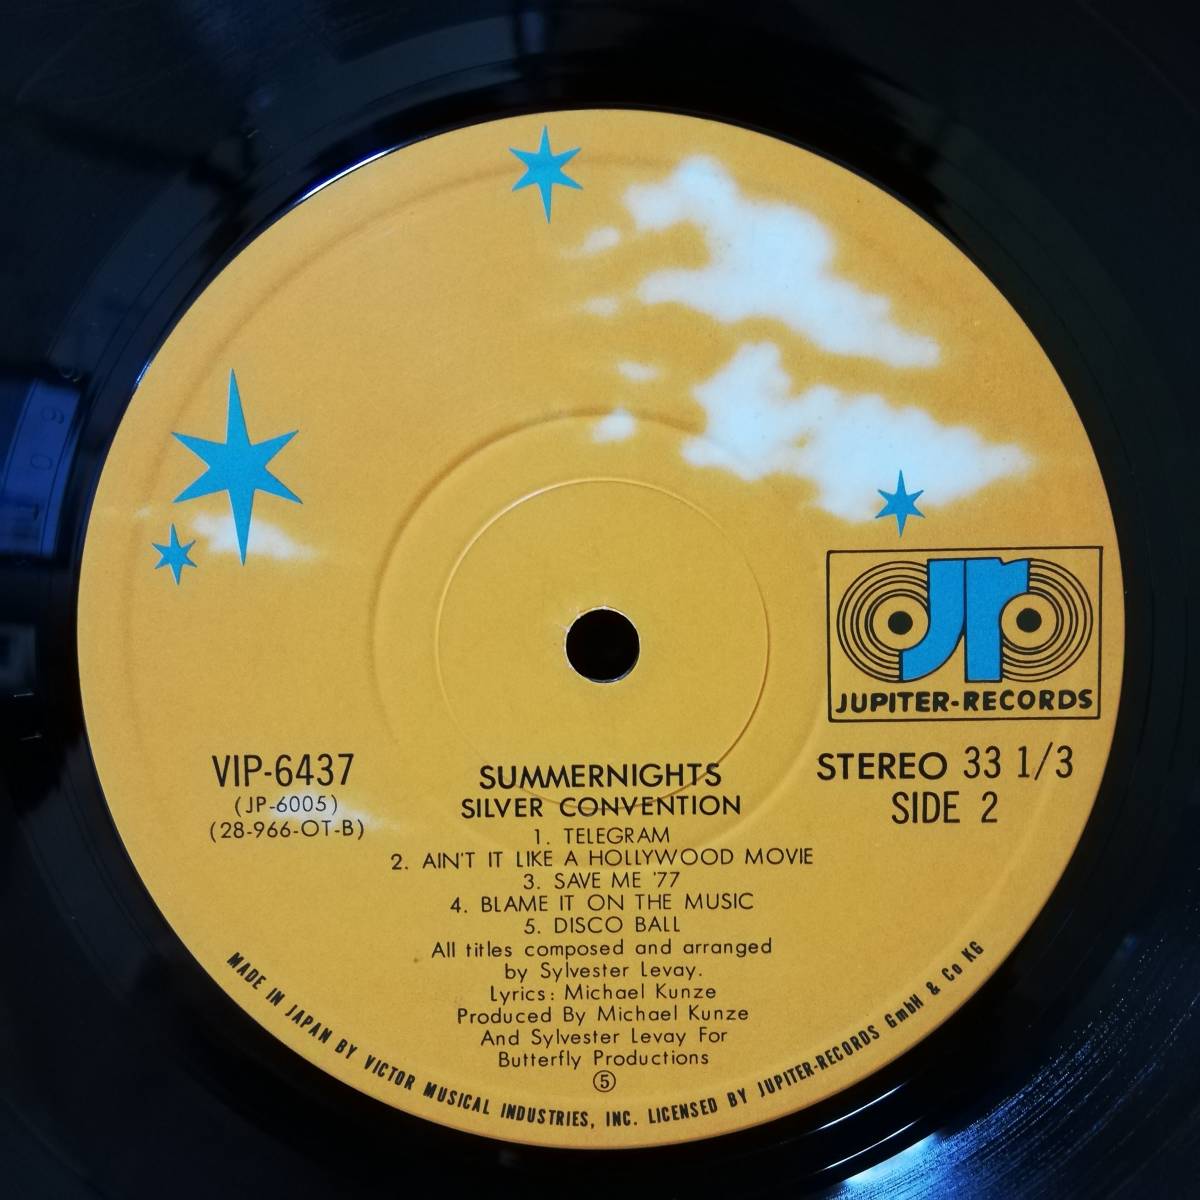 jr
JUPITER-RECORDS
VIP-6437
(JP-6005)
(28-966-OT-B)
STEREO 33 1/3
SIDE 2
SUMMERNIGHTS
SILVER CONVENTION
1. TELEGRAM
2. AIN'T IT LIKE A HOLLYWOOD MOVIE
3. SAVE ME '77
4. BLAME IT ON THE MUSIC
5. DISCO BALL
All titles composed and arranged
by Sylvester Levay.
Lyrics: Michael Kunze
Produced By Michael Kunze
And Sylvester Levay For
Butterfly Productions
⑤
MADE IN JAPAN BY VICTOR MUSICAL INDUSTRIES, INC. LICENSED BY JUPITER-RECORDS GmbH & Co KG